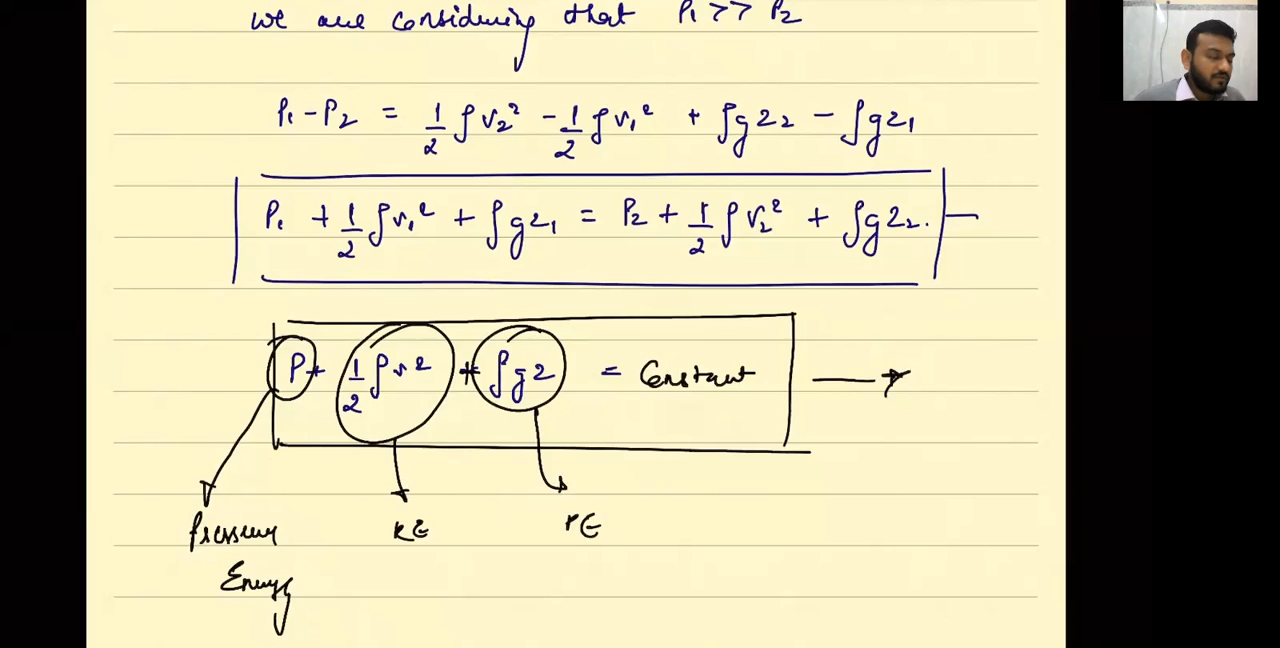 we are considering that P₁ >> P₂
P₁ - P₂ = 1/2 ρv₂² - 1/2 ρv₁² + ρgz₂ - ρgz₁
P₁ + 1/2 ρv₁² + ρgz₁ = P₂ + 1/2 ρv₂² + ρgz₂.
P + 1/2 ρv² + ρgz = Constant
Pressure KE PE
Energy